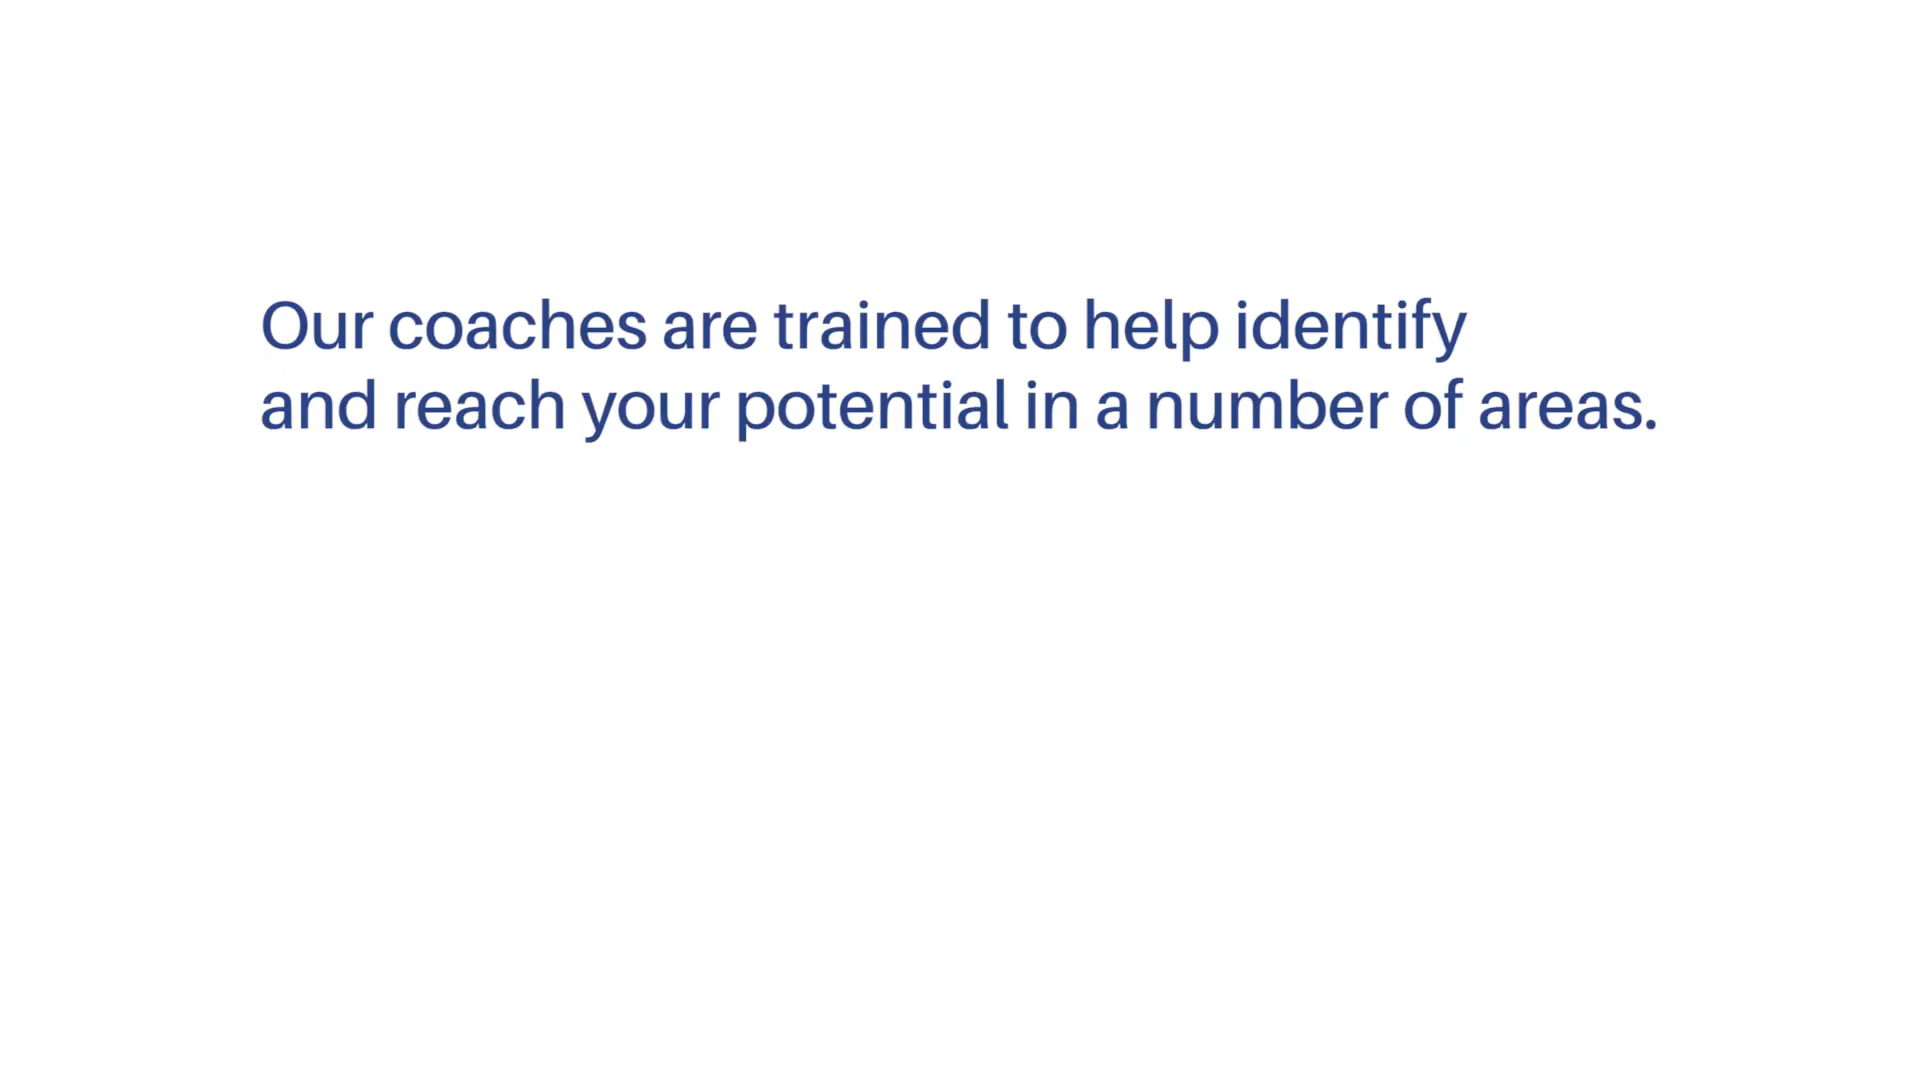 Our coaches are trained to help identify
and reach your potential in a number of areas.